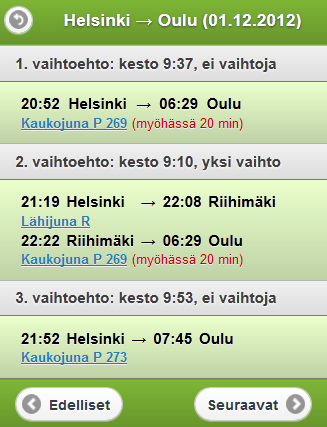 Helsinki → Oulu (01.12.2012)
1. vaihtoehto: kesto 9:37, ei vaihtoja
20:52 Helsinki → 06:29 Oulu
Kaukojuna P 269 (myöhässä 20 min)
2. vaihtoehto: kesto 9:10, yksi vaihto
21:19 Helsinki → 22:08 Riihimäki
Lähijuna R
22:22 Riihimäki → 06:29 Oulu
Kaukojuna P 269 (myöhässä 20 min)
3. vaihtoehto: kesto 9:53, ei vaihtoja
21:52 Helsinki → 07:45 Oulu
Kaukojuna P 273
Edelliset Seuraavat